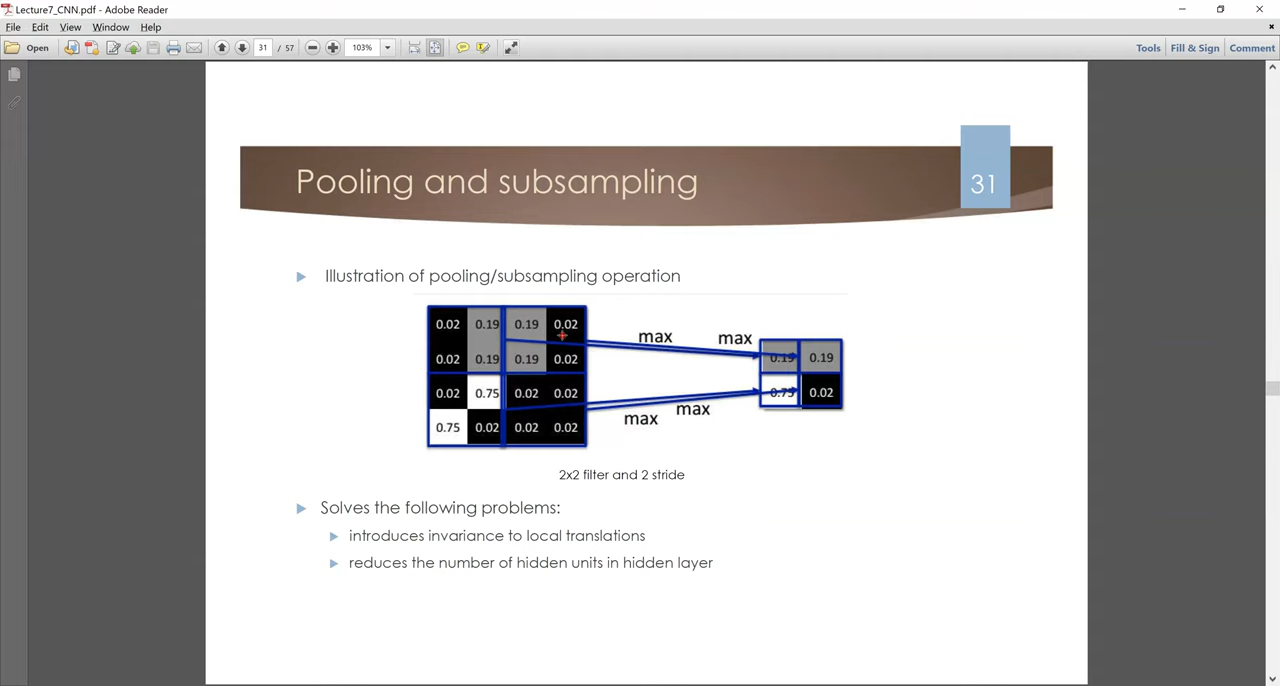 Lecture7_CNN.pdf - Adobe Reader
File Edit View Window Help
Open 31 / 57 103% Tools Fill & Sign Comment
Pooling and subsampling
31
Illustration of pooling/subsampling operation
0.02 0.19 0.19 0.02
0.02 0.19 0.19 0.02
0.02 0.75 0.02 0.02
0.75 0.02 0.02 0.02
max max
0.19 0.19
0.75 0.02
max max
2x2 filter and 2 stride
Solves the following problems:
introduces invariance to local translations
reduces the number of hidden units in hidden layer